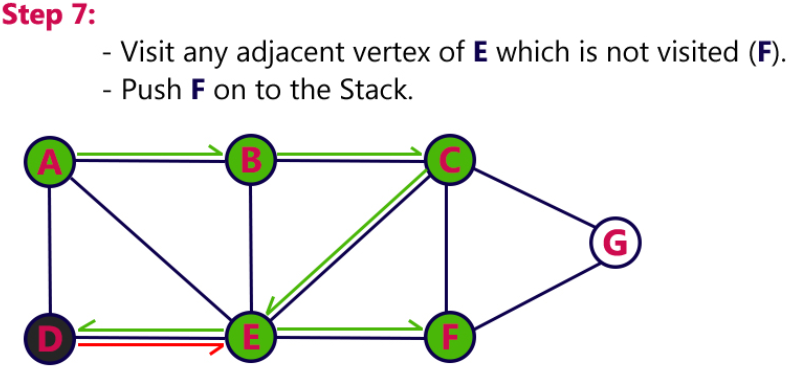 Step 7:
- Visit any adjacent vertex of E which is not visited (F).
- Push F on to the Stack.
A B C
G
D E F